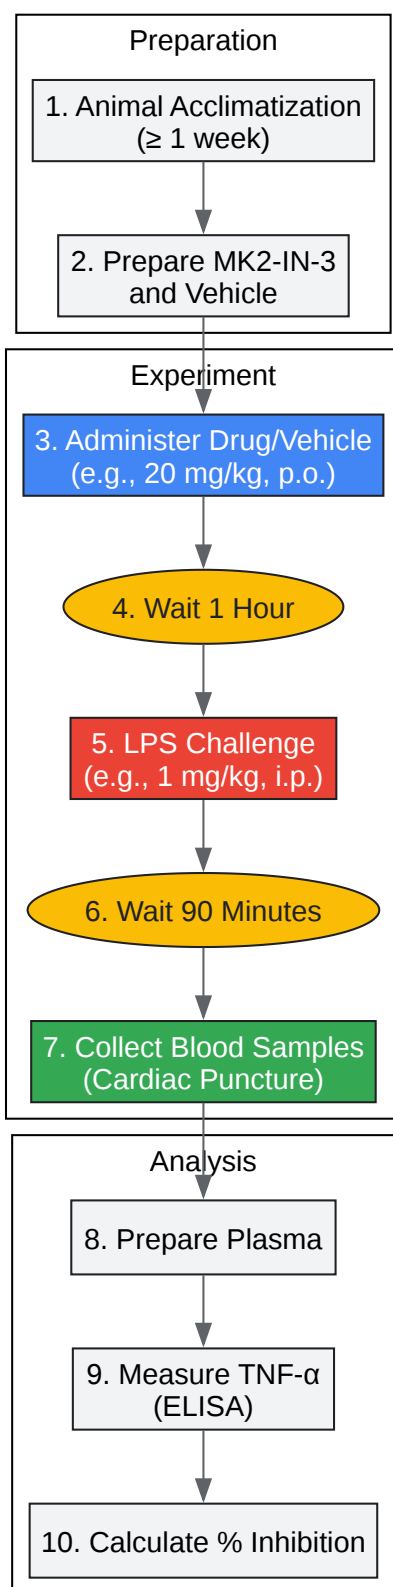 Preparation
1. Animal Acclimatization
(≥ 1 week)
2. Prepare MK2-IN-3
and Vehicle
Experiment
3. Administer Drug/Vehicle
(e.g., 20 mg/kg, p.o.)
4. Wait 1 Hour
5. LPS Challenge
(e.g., 1 mg/kg, i.p.)
6. Wait 90 Minutes
7. Collect Blood Samples
(Cardiac Puncture)
Analysis
8. Prepare Plasma
9. Measure TNF-α
(ELISA)
10. Calculate % Inhibition